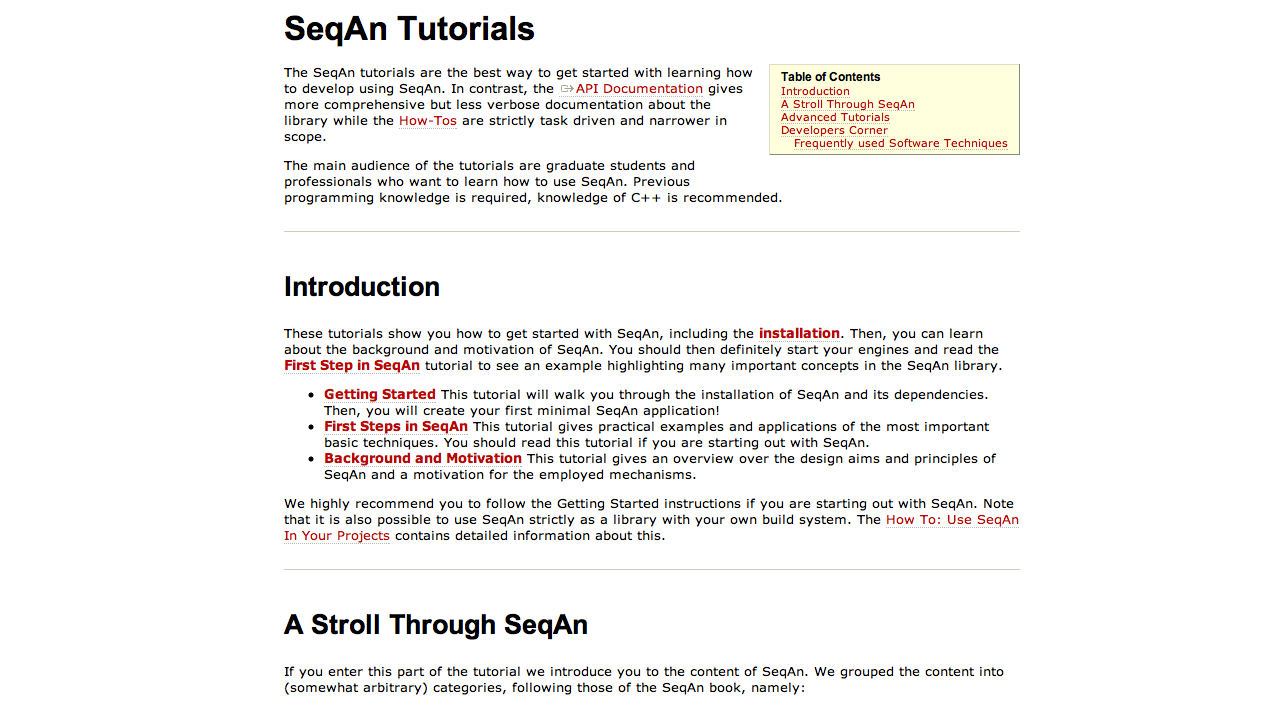 SeqAn Tutorials
The SeqAn tutorials are the best way to get started with learning how
to develop using SeqAn. In contrast, the API Documentation gives
more comprehensive but less verbose documentation about the
library while the How-Tos are strictly task driven and narrower in
scope.
Table of Contents
Introduction
A Stroll Through SeqAn
Advanced Tutorials
Developers Corner
Frequently used Software Techniques
The main audience of the tutorials are graduate students and
professionals who want to learn how to use SeqAn. Previous
programming knowledge is required, knowledge of C++ is recommended.
Introduction
These tutorials show you how to get started with SeqAn, including the installation. Then, you can learn
about the background and motivation of SeqAn. You should then definitely start your engines and read the
First Step in SeqAn tutorial to see an example highlighting many important concepts in the SeqAn library.
• Getting Started This tutorial will walk you through the installation of SeqAn and its dependencies.
Then, you will create your first minimal SeqAn application!
• First Steps in SeqAn This tutorial gives practical examples and applications of the most important
basic techniques. You should read this tutorial if you are starting out with SeqAn.
• Background and Motivation This tutorial gives an overview over the design aims and principles of
SeqAn and a motivation for the employed mechanisms.
We highly recommend you to follow the Getting Started instructions if you are starting out with SeqAn. Note
that it is also possible to use SeqAn strictly as a library with your own build system. The How To: Use SeqAn
In Your Projects contains detailed information about this.
A Stroll Through SeqAn
If you enter this part of the tutorial we introduce you to the content of SeqAn. We grouped the content into
(somewhat arbitrary) categories, following those of the SeqAn book, namely: